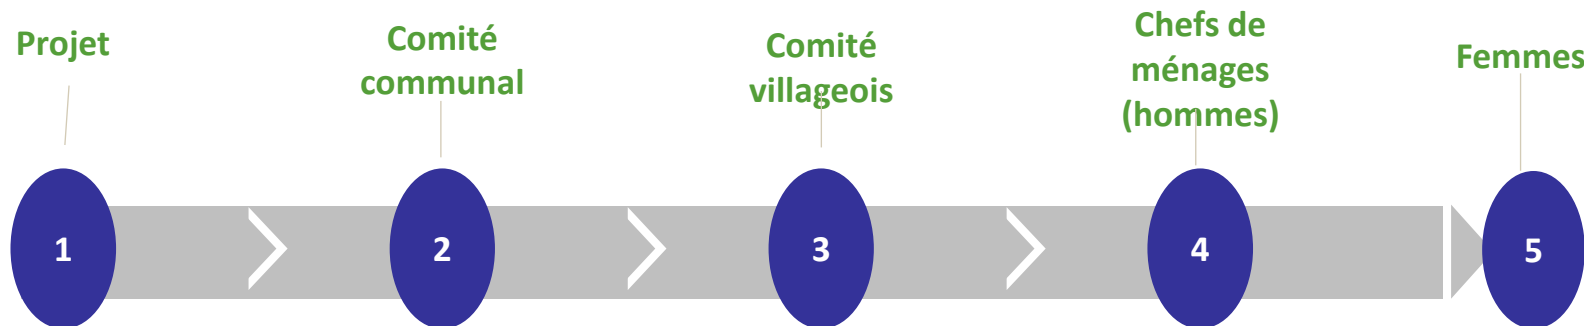 Projet
Comité
communal
Comité
villageois
Chefs de
ménages
(hommes)
Femmes
1
2
3
4
5